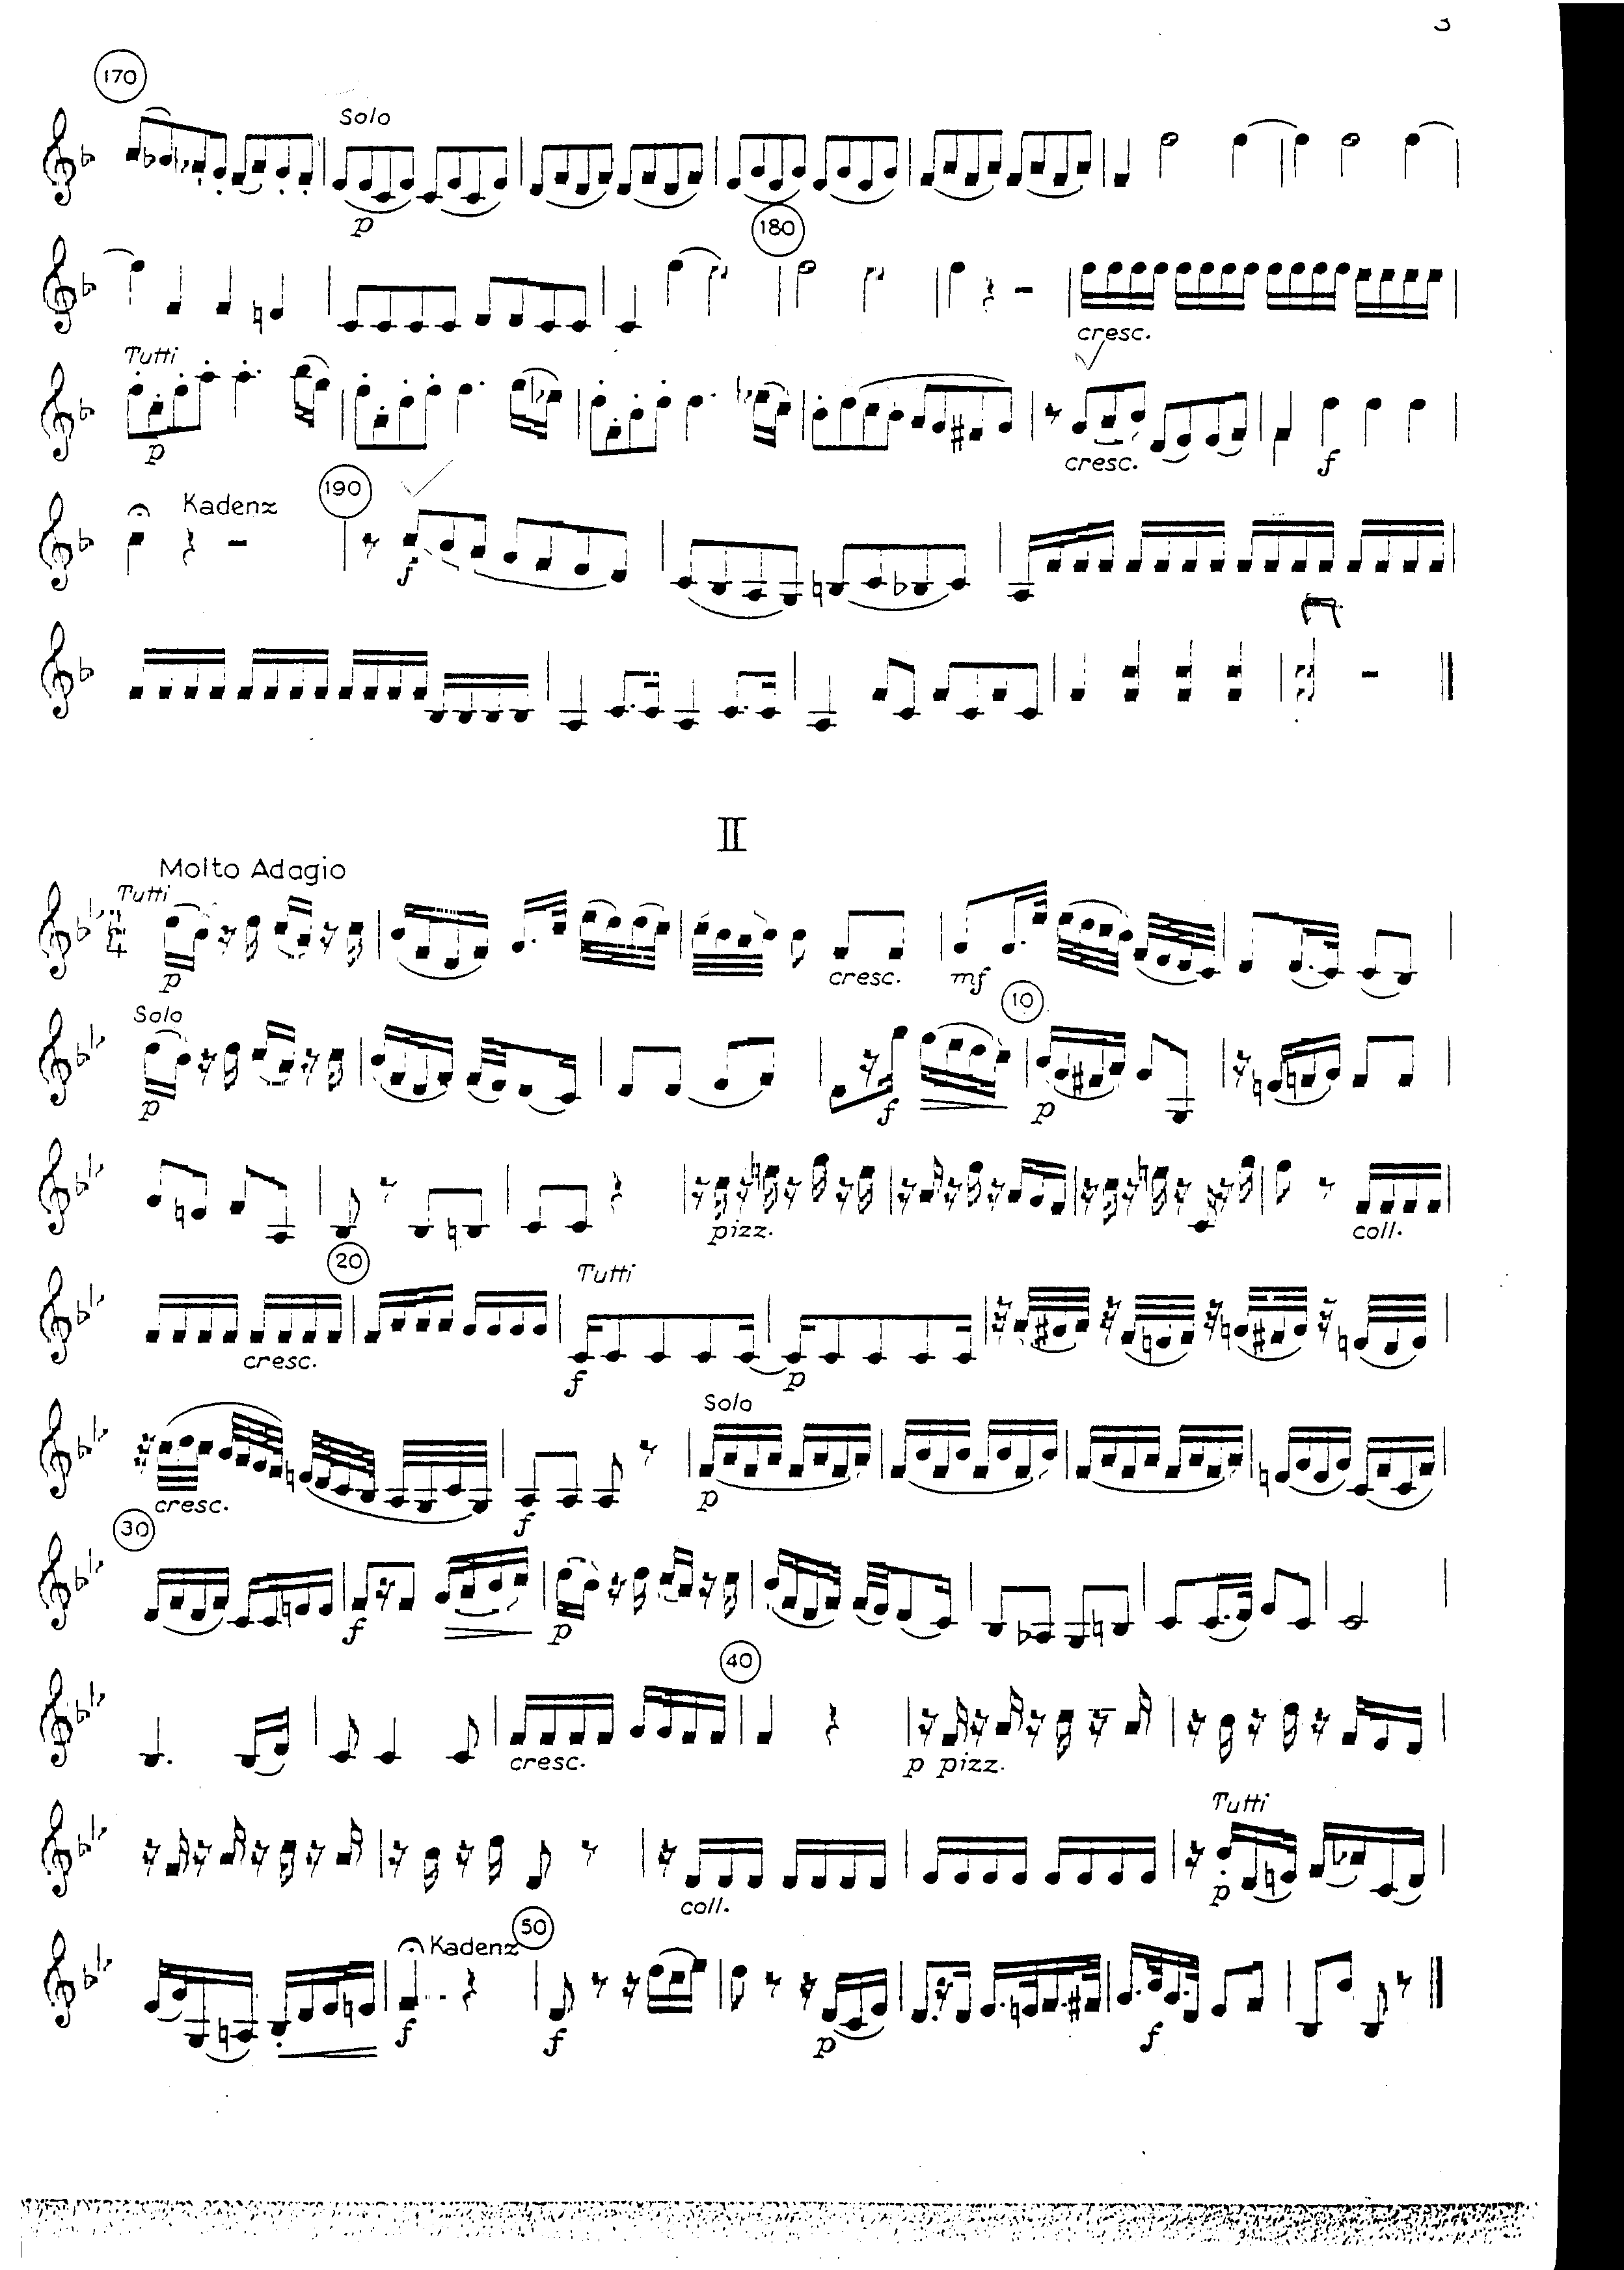 3
170
Solo
p
180
cresc.
Tutti
p
cresc.
f
Kadenz
190
f
II
Molto Adagio
Tutti
p
cresc.
mf
Solo
10
p
f
p
pizz.
coll.
20
Tutti
cresc.
f
p
Solo
cresc.
f
p
30
f
p
40
cresc.
p pizz.
Tutti
coll.
p
Kadenz
50
f
f
p
f